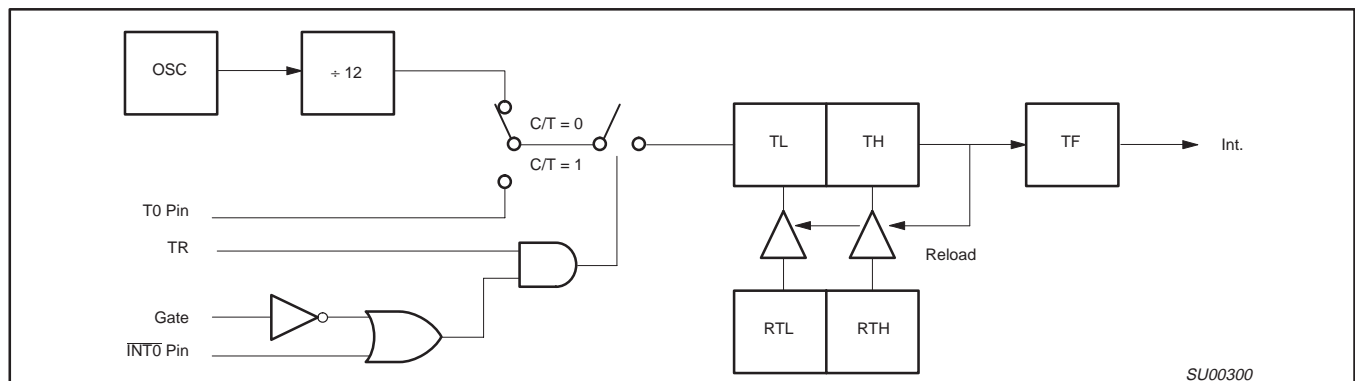 OSC
÷ 12
C/T = 0
C/T = 1
TL
TH
TF
Int.
T0 Pin
TR
Reload
Gate
INT0 Pin
RTL
RTH
SU00300